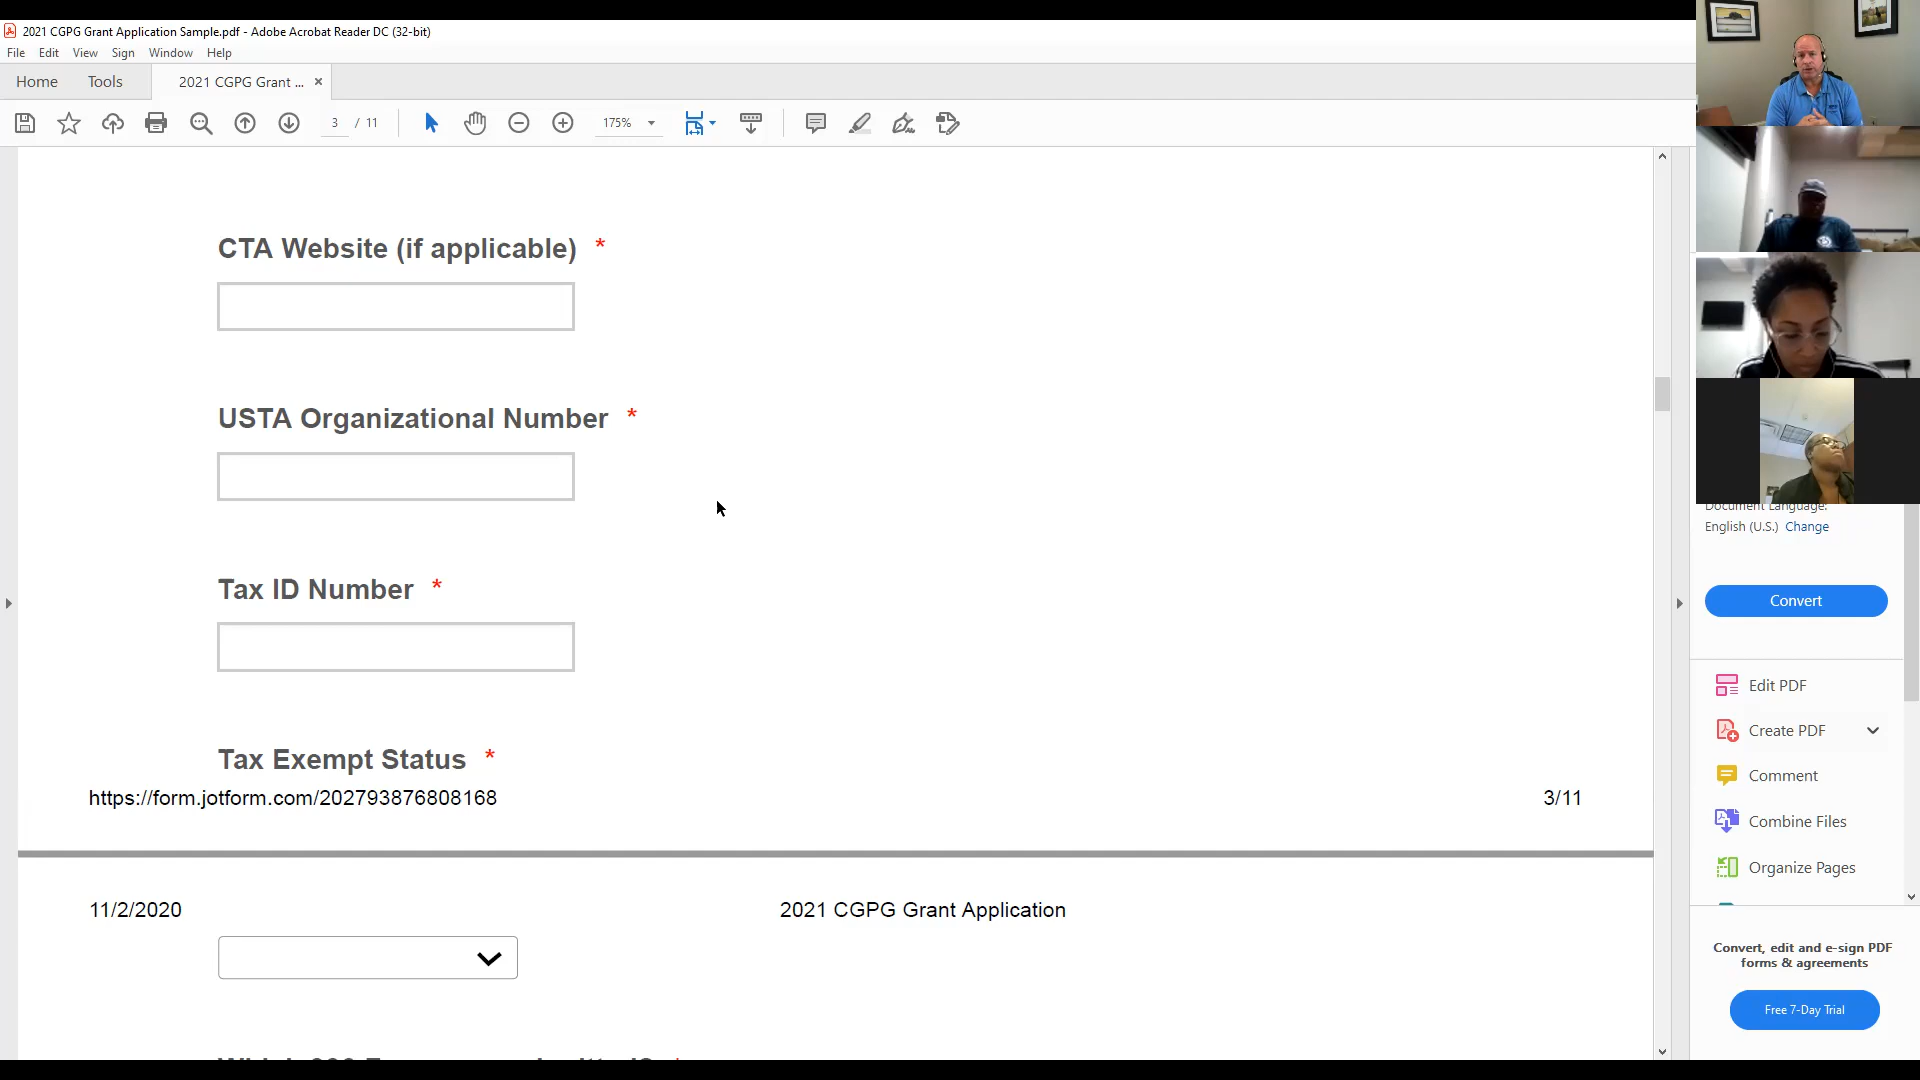 2021 CGPG Grant Application Sample.pdf - Adobe Acrobat Reader DC (32-bit)
File Edit View Sign Window Help
Home Tools 2021 CGPG Grant ... ×
3 / 11 175%
CTA Website (if applicable) *
USTA Organizational Number *
Tax ID Number *
Tax Exempt Status *
https://form.jotform.com/202793876808168 3/11
11/2/2020 2021 CGPG Grant Application
Document Language:
English (U.S.) Change
Convert
Edit PDF
Create PDF
Comment
Combine Files
Organize Pages
Convert, edit and e-sign PDF
forms & agreements
Free 7-Day Trial